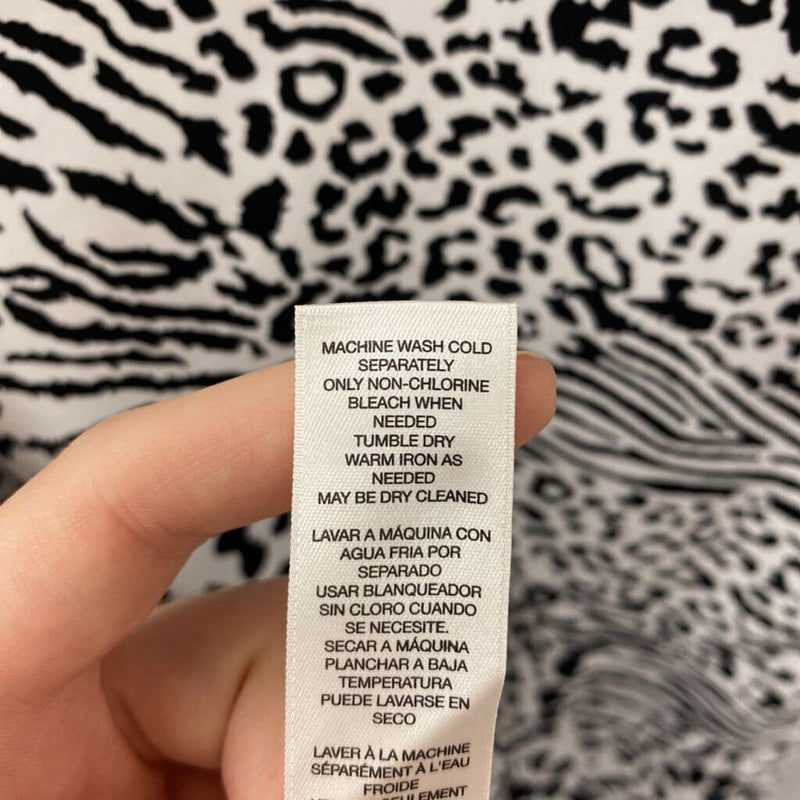 MACHINE WASH COLD
SEPARATELY
ONLY NON-CHLORINE
BLEACH WHEN
NEEDED
TUMBLE DRY
WARM IRON AS
NEEDED
MAY BE DRY CLEANED
LAVAR A MÁQUINA CON
AGUA FRIA POR
SEPARADO
USAR BLANQUEADOR
SIN CLORO CUANDO
SE NECESITE.
SECAR A MÁQUINA
PLANCHAR A BAJA
TEMPERATURA
PUEDE LAVARSE EN
SECO
LAVER À LA MACHINE
SÉPARÉMENT À L'EAU
FROIDE
SEULEMENT